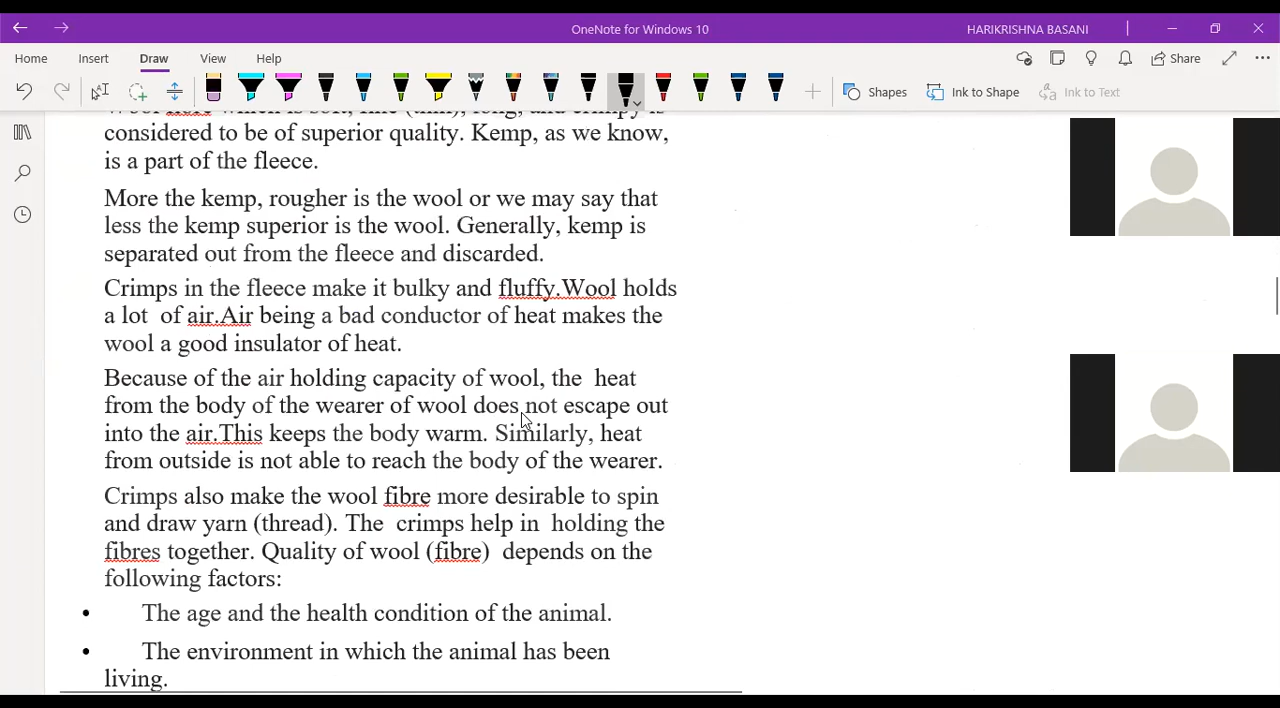 OneNote for Windows 10
HARIKRISHNA BASANI
Home Insert Draw View Help
Share
Shapes
Ink to Shape
Ink to Text
considered to be of superior quality. Kemp, as we know,
is a part of the fleece.
More the kemp, rougher is the wool or we may say that
less the kemp superior is the wool. Generally, kemp is
separated out from the fleece and discarded.
Crimps in the fleece make it bulky and fluffy.Wool holds
a lot of air.Air being a bad conductor of heat makes the
wool a good insulator of heat.
Because of the air holding capacity of wool, the heat
from the body of the wearer of wool does not escape out
into the air.This keeps the body warm. Similarly, heat
from outside is not able to reach the body of the wearer.
Crimps also make the wool fibre more desirable to spin
and draw yarn (thread). The crimps help in holding the
fibres together. Quality of wool (fibre) depends on the
following factors:
• The age and the health condition of the animal.
• The environment in which the animal has been
living.